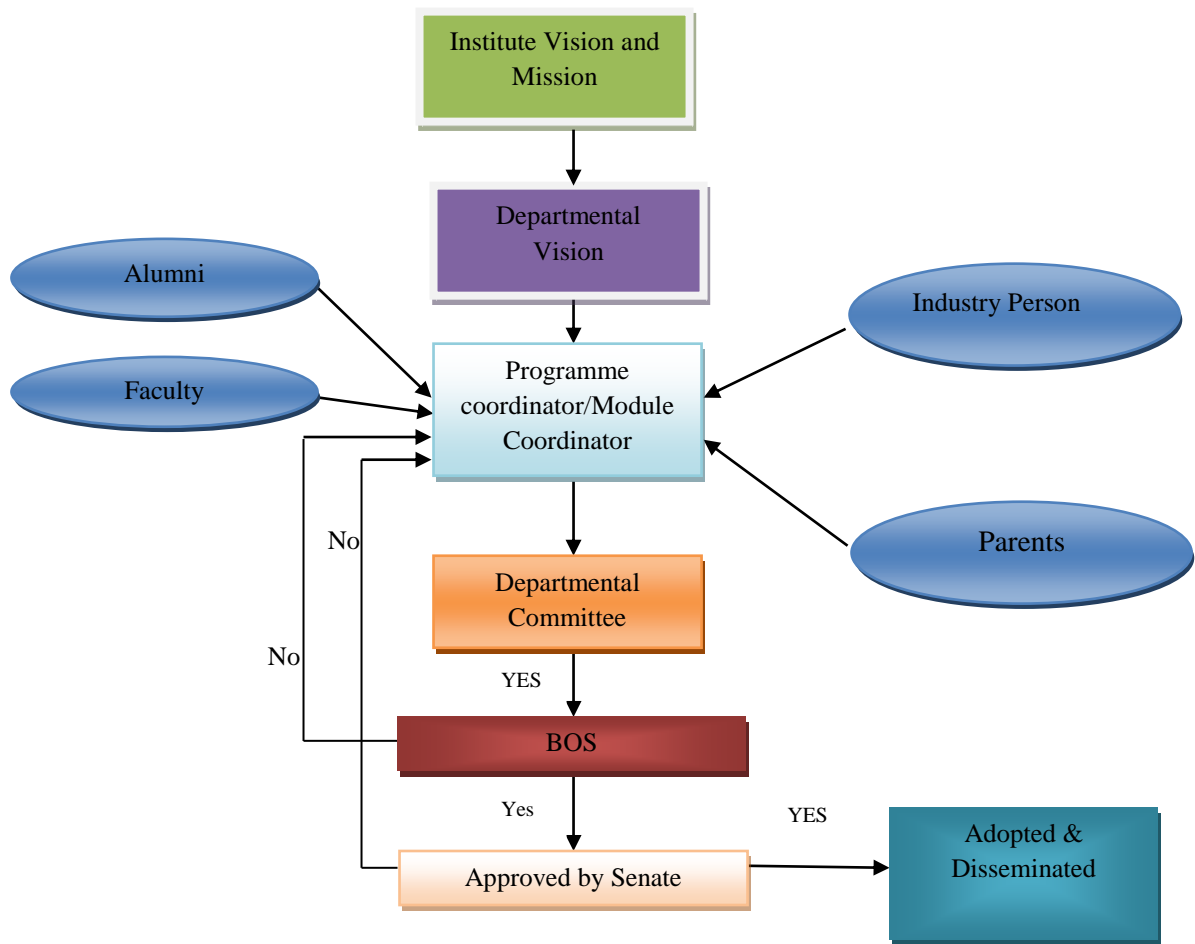 Institute Vision and
Mission
Departmental
Vision
Alumni
Industry Person
Faculty
Programme
coordinator/Module
Coordinator
No
Parents
Departmental
Committee
No
YES
BOS
Yes
YES
Adopted &
Disseminated
Approved by Senate